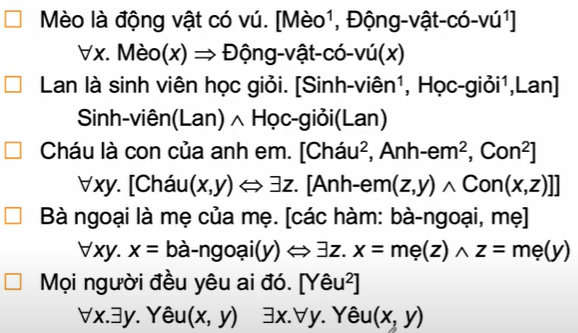 Mèo là động vật có vú. [Mèo¹, Động-vật-có-vú¹]
∀x. Mèo(x) ⇒ Động-vật-có-vú(x)
Lan là sinh viên học giỏi. [Sinh-viên¹, Học-giỏi¹,Lan]
Sinh-viên(Lan) ∧ Học-giỏi(Lan)
Cháu là con của anh em. [Cháu², Anh-em², Con²]
∀xy. [Cháu(x,y) ⇔ ∃z. [Anh-em(z,y) ∧ Con(x,z)]]
Bà ngoại là mẹ của mẹ. [các hàm: bà-ngoại, mẹ]
∀xy. x = bà-ngoại(y) ⇔ ∃z. x = mẹ(z) ∧ z = mẹ(y)
Mọi người đều yêu ai đó. [Yêu²]
∀x.∃y. Yêu(x, y) ∃x.∀y. Yêu(x, y)